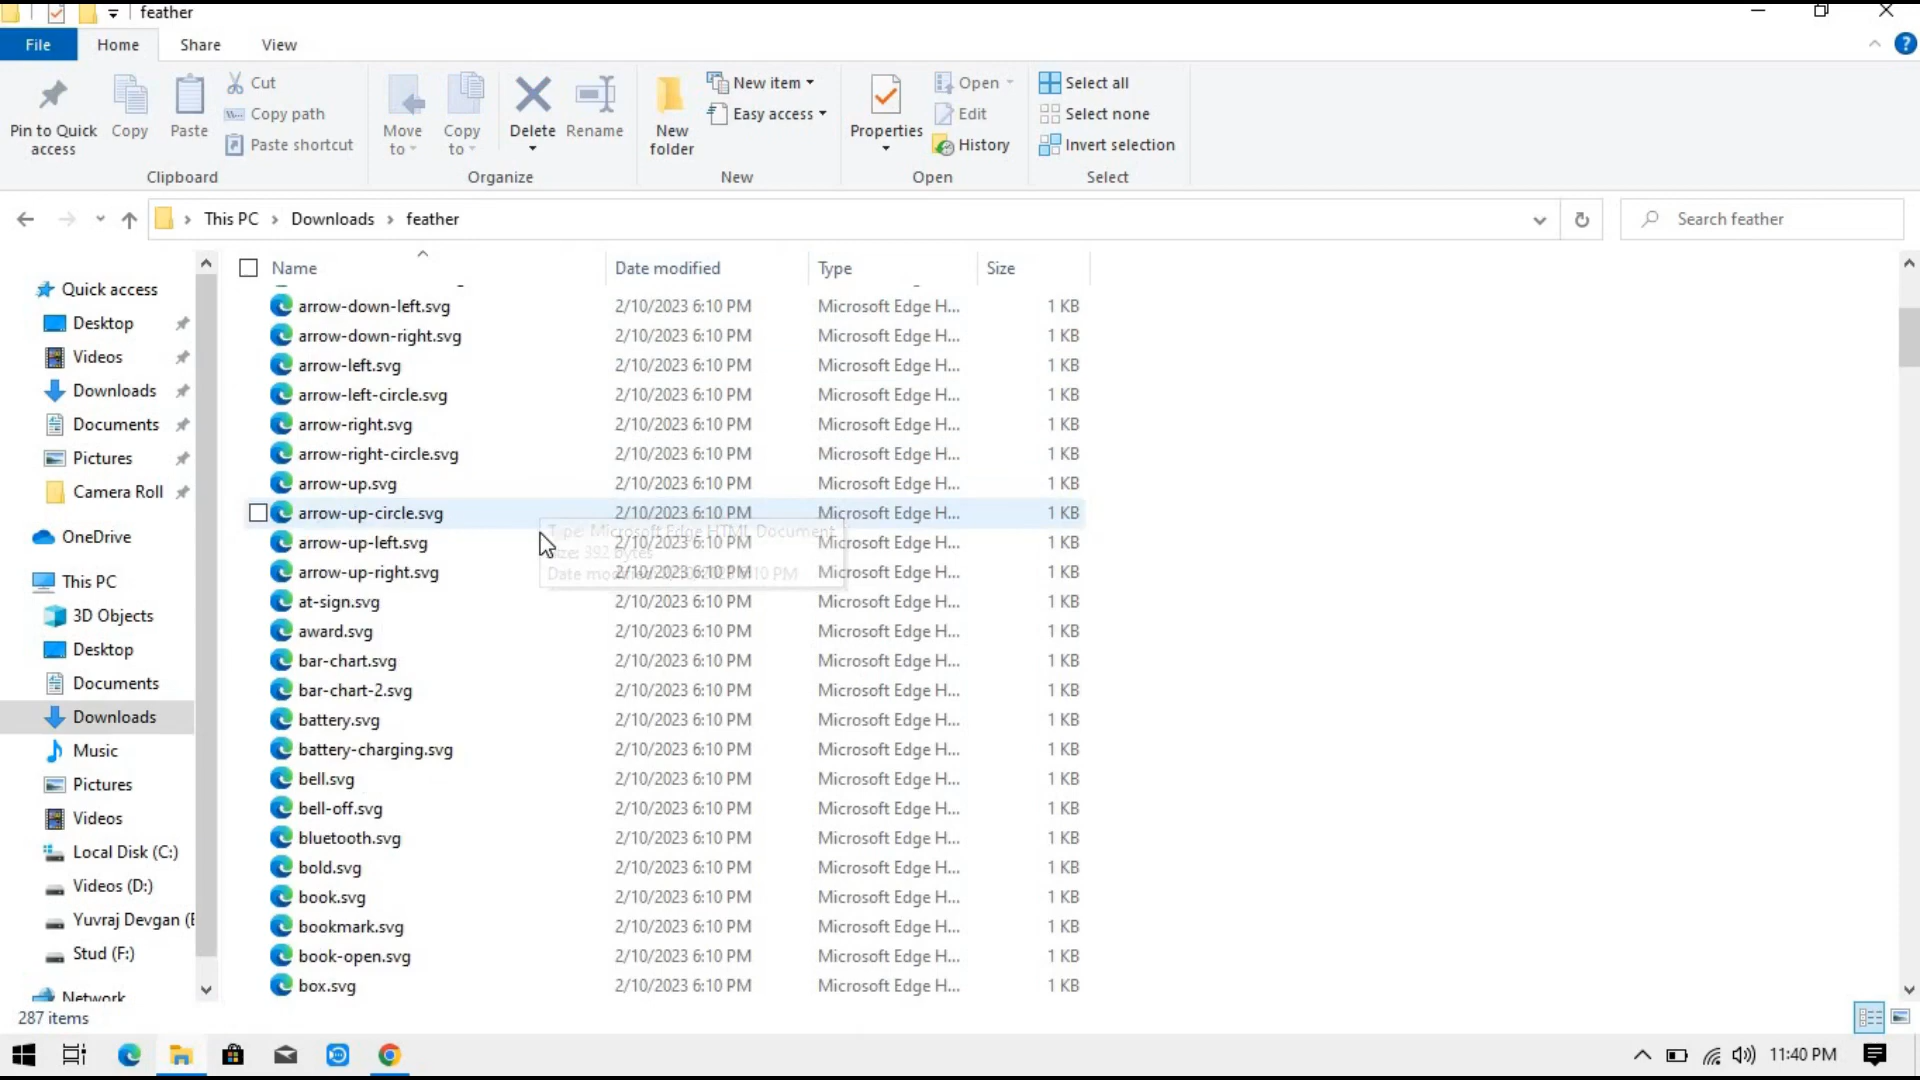 feather
File Home Share View
Pin to Quick access
Copy
Paste
Cut
Copy path
Paste shortcut
Clipboard
Move to
Copy to
Delete
Rename
Organize
New folder
New item
Easy access
New
Properties
Open
Edit
History
Open
Select all
Select none
Invert selection
Select
This PC > Downloads > feather
Search feather
Name Date modified Type Size
Quick access
Desktop
Videos
Downloads
Documents
Pictures
Camera Roll
OneDrive
This PC
3D Objects
Desktop
Documents
Downloads
Music
Pictures
Videos
Local Disk (C:)
Videos (D:)
Yuvraj Devgan (E
Stud (F:)
Network
arrow-down-left.svg 2/10/2023 6:10 PM Microsoft Edge H... 1 KB
arrow-down-right.svg 2/10/2023 6:10 PM Microsoft Edge H... 1 KB
arrow-left.svg 2/10/2023 6:10 PM Microsoft Edge H... 1 KB
arrow-left-circle.svg 2/10/2023 6:10 PM Microsoft Edge H... 1 KB
arrow-right.svg 2/10/2023 6:10 PM Microsoft Edge H... 1 KB
arrow-right-circle.svg 2/10/2023 6:10 PM Microsoft Edge H... 1 KB
arrow-up.svg 2/10/2023 6:10 PM Microsoft Edge H... 1 KB
arrow-up-circle.svg 2/10/2023 6:10 PM Microsoft Edge H... 1 KB
Type: Microsoft Edge HTML Document
Size: 392 bytes
arrow-up-left.svg 2/10/2023 6:10 PM Microsoft Edge H... 1 KB
arrow-up-right.svg 2/10/2023 6:10 PM Microsoft Edge H... 1 KB
at-sign.svg 2/10/2023 6:10 PM Microsoft Edge H... 1 KB
award.svg 2/10/2023 6:10 PM Microsoft Edge H... 1 KB
bar-chart.svg 2/10/2023 6:10 PM Microsoft Edge H... 1 KB
bar-chart-2.svg 2/10/2023 6:10 PM Microsoft Edge H... 1 KB
battery.svg 2/10/2023 6:10 PM Microsoft Edge H... 1 KB
battery-charging.svg 2/10/2023 6:10 PM Microsoft Edge H... 1 KB
bell.svg 2/10/2023 6:10 PM Microsoft Edge H... 1 KB
bell-off.svg 2/10/2023 6:10 PM Microsoft Edge H... 1 KB
bluetooth.svg 2/10/2023 6:10 PM Microsoft Edge H... 1 KB
bold.svg 2/10/2023 6:10 PM Microsoft Edge H... 1 KB
book.svg 2/10/2023 6:10 PM Microsoft Edge H... 1 KB
bookmark.svg 2/10/2023 6:10 PM Microsoft Edge H... 1 KB
book-open.svg 2/10/2023 6:10 PM Microsoft Edge H... 1 KB
box.svg 2/10/2023 6:10 PM Microsoft Edge H... 1 KB
287 items
11:40 PM